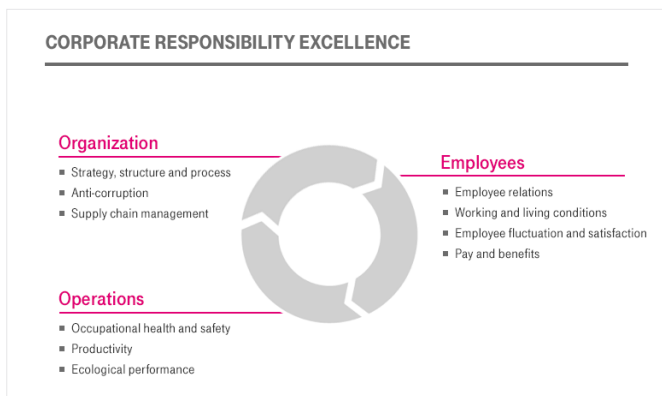 CORPORATE RESPONSIBILITY EXCELLENCE
Organization
Strategy, structure and process
Anti-corruption
Supply chain management
Employees
Employee relations
Working and living conditions
Employee fluctuation and satisfaction
Pay and benefits
Operations
Occupational health and safety
Productivity
Ecological performance